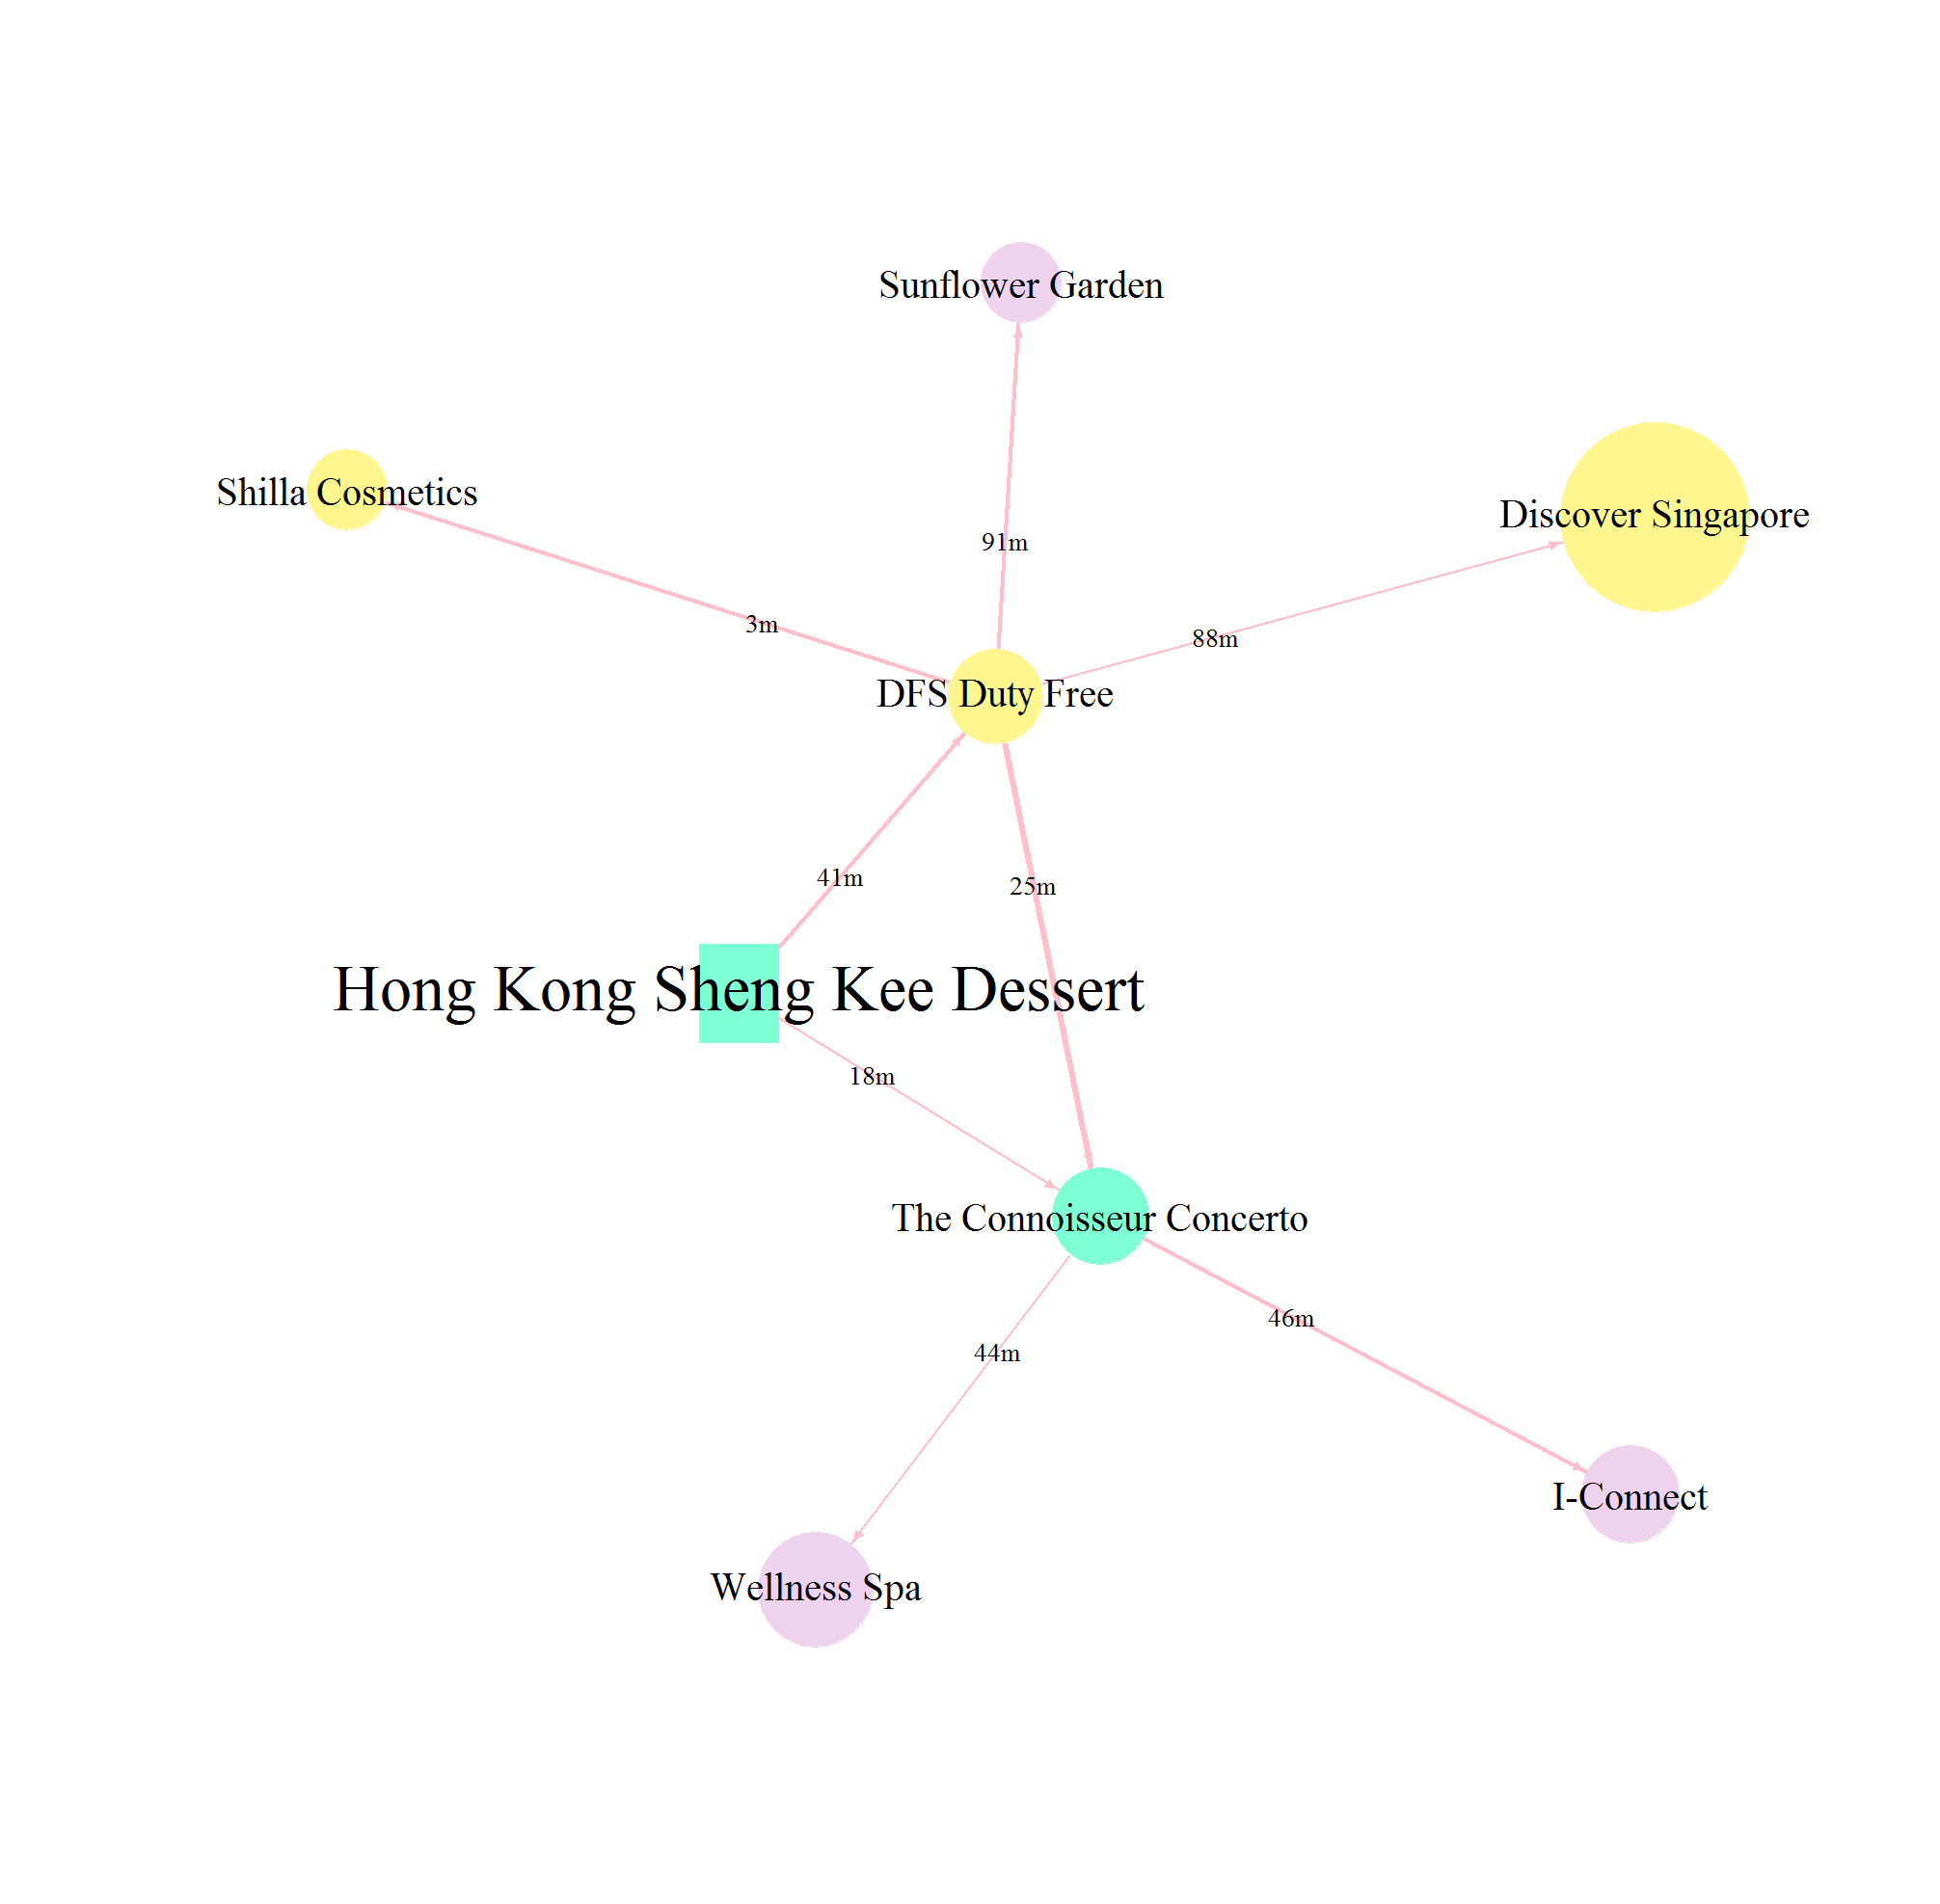 Sunflower Garden
Shilla Cosmetics
Discover Singapore
91m
3m
88m
DFS Duty Free
41m
25m
Hong Kong Sheng Kee Dessert
18m
The Connoisseur Concerto
46m
44m
I-Connect
Wellness Spa